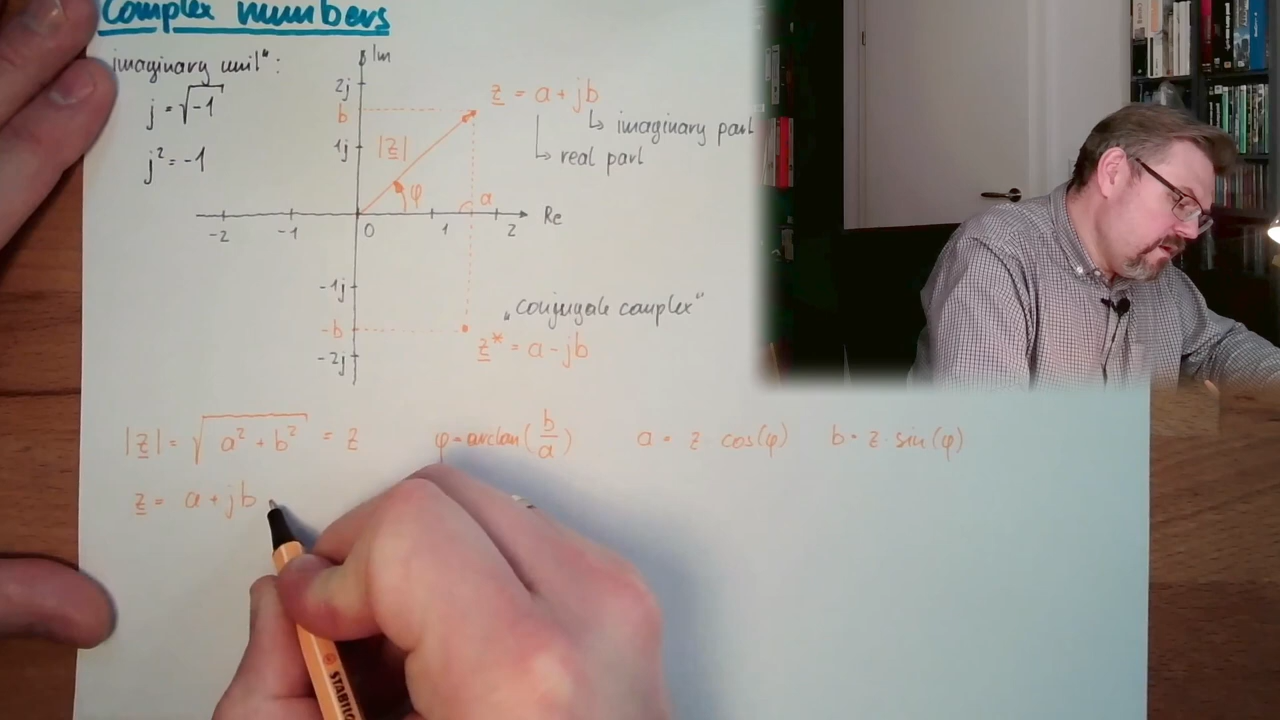 Complex numbers
imaginary unit":
j = √-1
j² = -1
Im
2j
b
1j
|z|
φ
a
-2
-1
0
1
2
Re
-1j
-b
-2j
z = a + jb
imaginary part
real part
„conjugate complex"
z* = a - jb
|z| = √a² + b² = z
φ = arctan(b/a)
a = z cos(φ)
b = z · sin(φ)
z = a + jb
STABILO